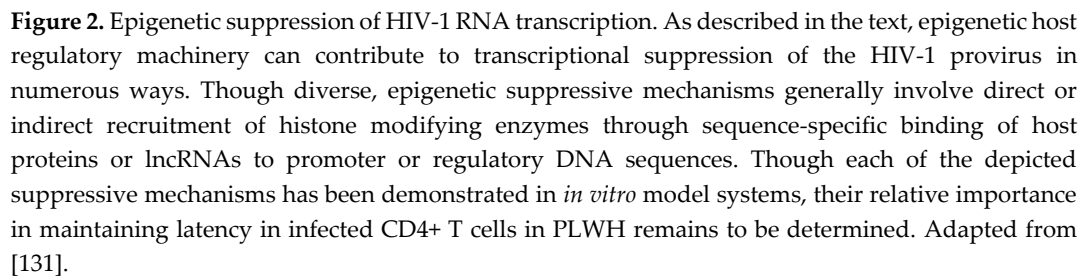 Figure 2. Epigenetic suppression of HIV-1 RNA transcription. As described in the text, epigenetic host
regulatory machinery can contribute to transcriptional suppression of the HIV-1 provirus in
numerous ways. Though diverse, epigenetic suppressive mechanisms generally involve direct or
indirect recruitment of histone modifying enzymes through sequence-specific binding of host
proteins or lncRNAs to promoter or regulatory DNA sequences. Though each of the depicted
suppressive mechanisms has been demonstrated in in vitro model systems, their relative importance
in maintaining latency in infected CD4+ T cells in PLWH remains to be determined. Adapted from
[131].